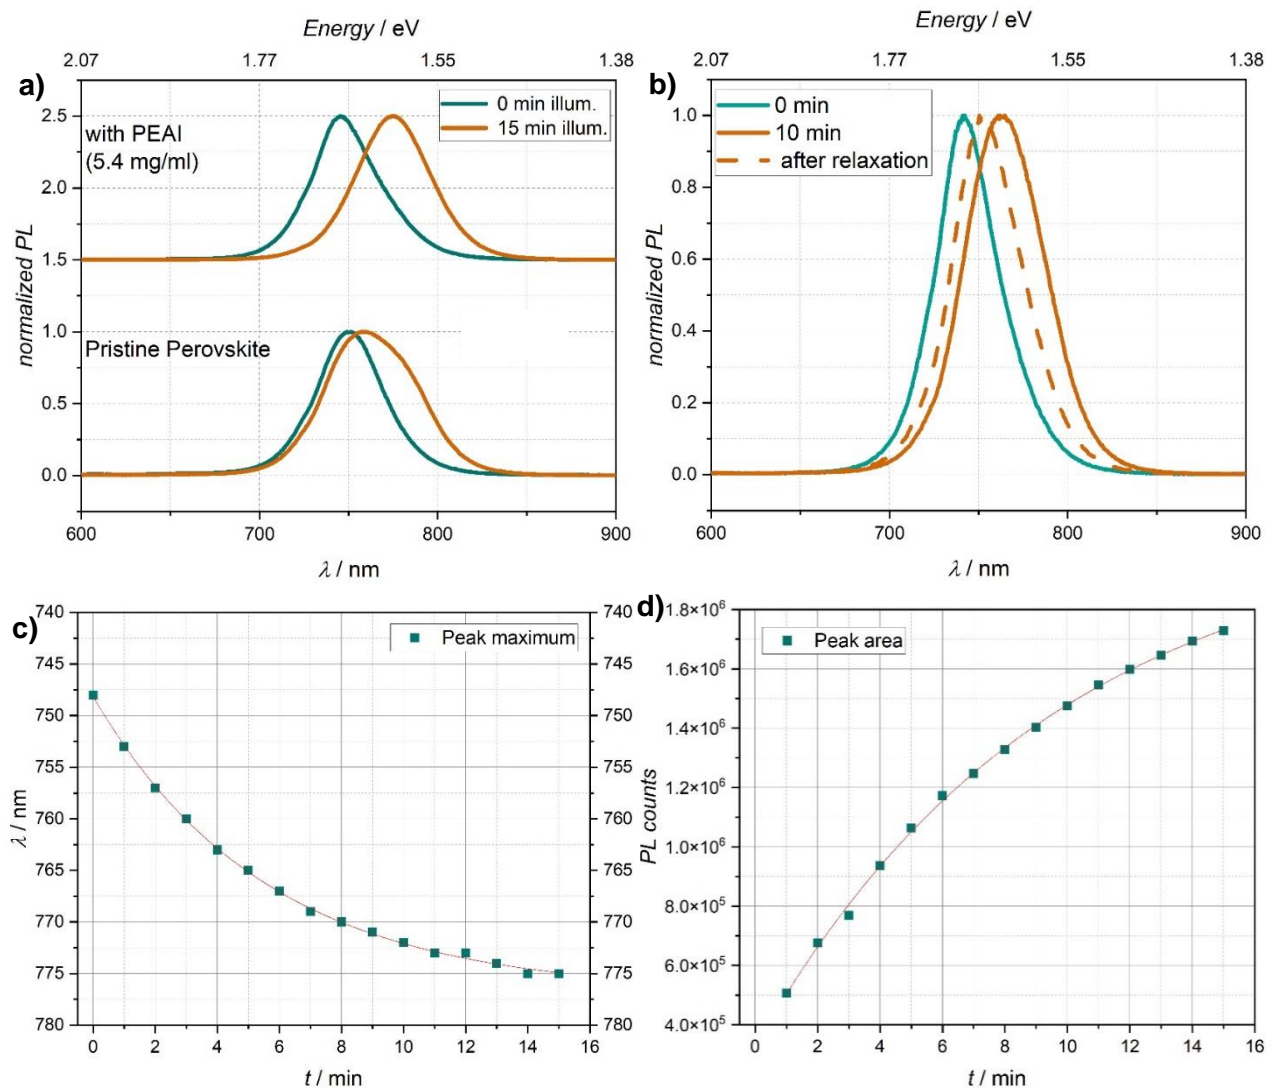 a)
Energy / eV
2.07 1.77 1.55 1.38
2.5
2.0
1.5
1.0
0.5
0.0
normalized PL
with PEAI
(5.4 mg/ml)
0 min illum.
15 min illum.
Pristine Perovskite
600 700 800 900
λ / nm
b)
Energy / eV
2.07 1.77 1.55 1.38
1.0
0.8
0.6
0.4
0.2
0.0
normalized PL
0 min
10 min
after relaxation
600 700 800 900
λ / nm
c)
740 740
745 745
750 750
755 755
760 760
765 765
770 770
775 775
780 780
λ / nm
Peak maximum
0 2 4 6 8 10 12 14 16
t / min
d)
1.8×10⁶
1.6×10⁶
1.4×10⁶
1.2×10⁶
1.0×10⁶
8.0×10⁵
6.0×10⁵
4.0×10⁵
PL counts
Peak area
0 2 4 6 8 10 12 14 16
t / min